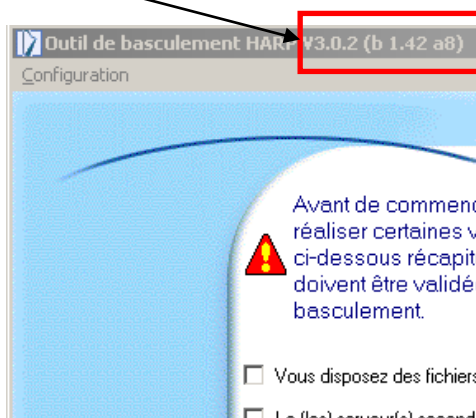 Outil de basculement HARP V3.0.2 (b 1.42 a8)
Configuration
Avant de commenc
réaliser certaines v
ci-dessous récapit
doivent être validé
basculement.
Vous disposez des fichiers